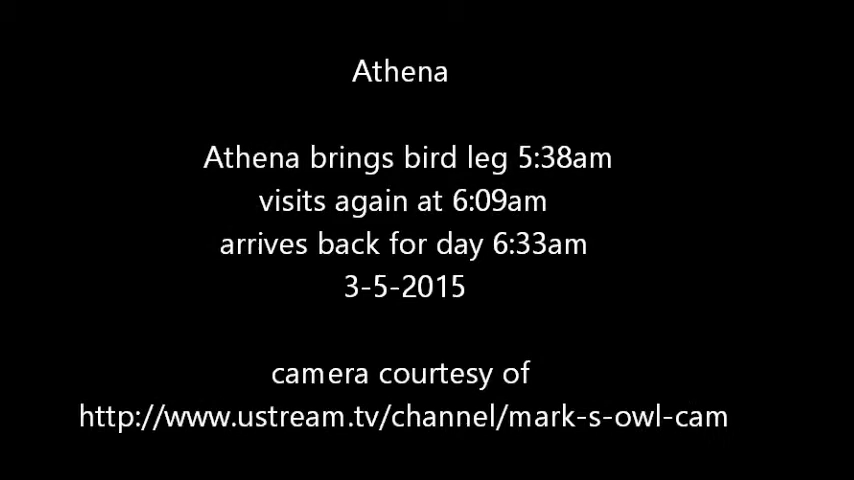 Athena
Athena brings bird leg 5:38am
visits again at 6:09am
arrives back for day 6:33am
3-5-2015
camera courtesy of
http://www.ustream.tv/channel/mark-s-owl-cam